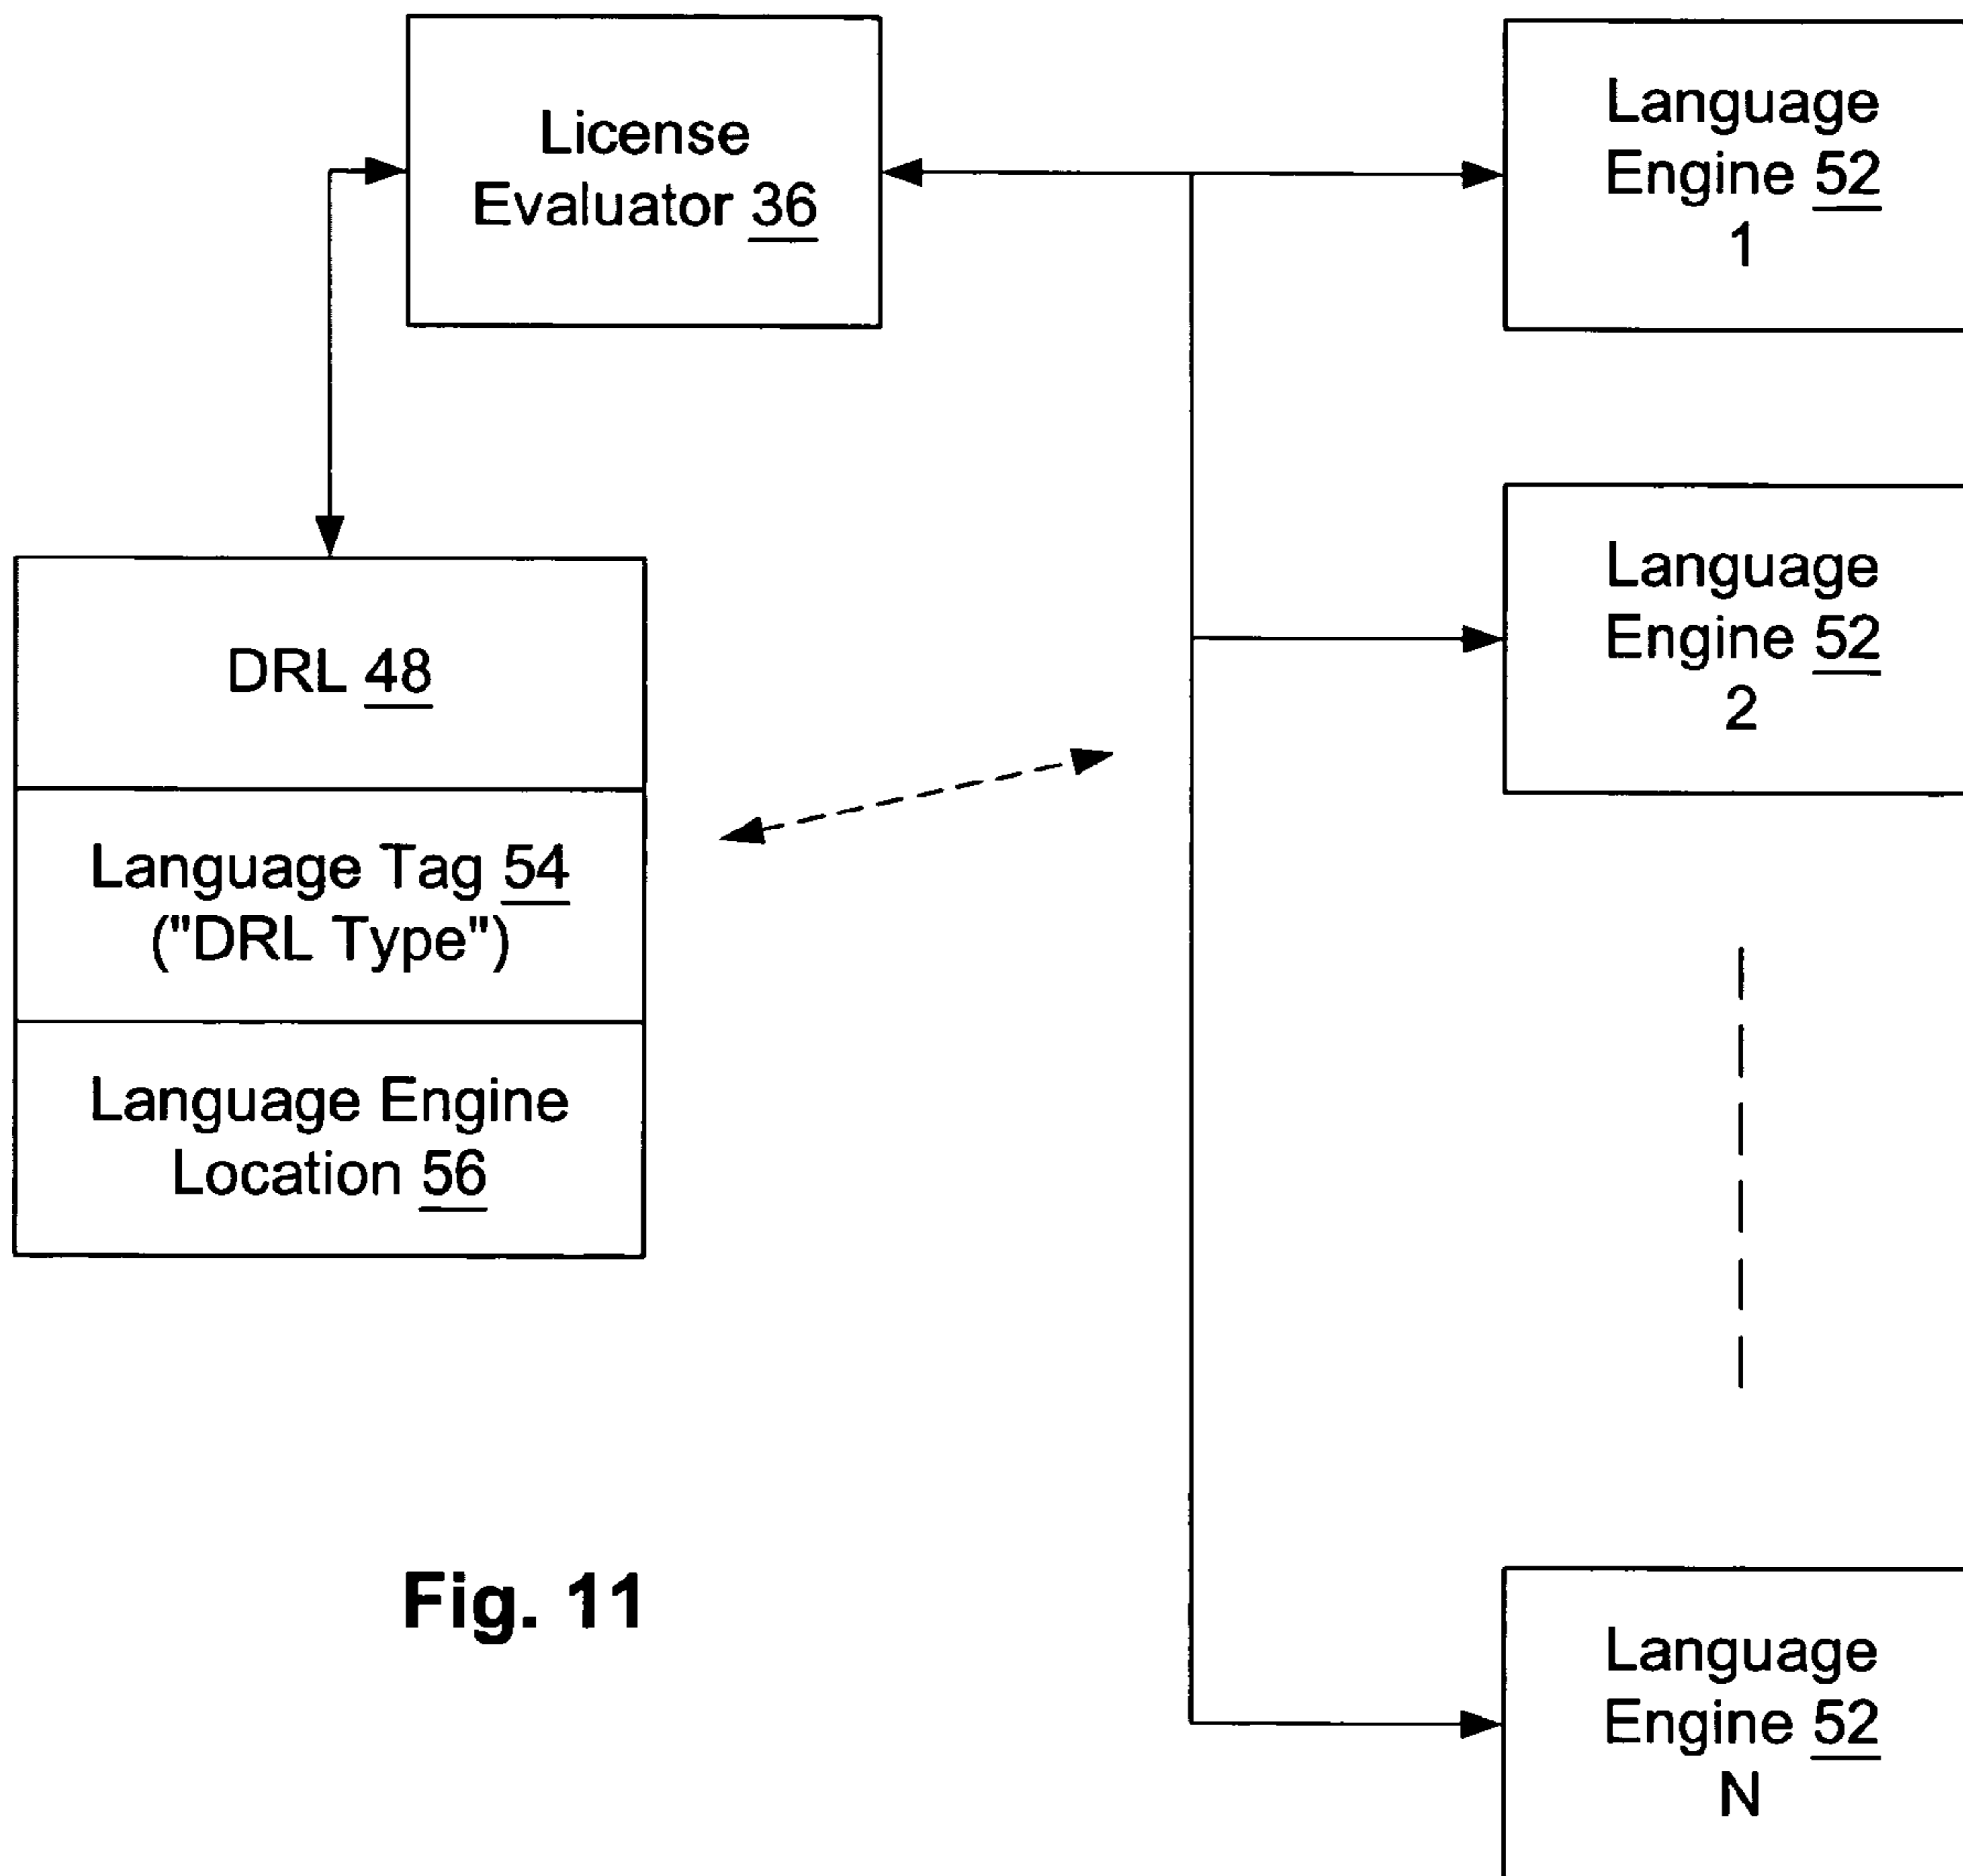 License
Evaluator 36
Language
Engine 52
1
Language
Engine 52
2
DRL 48
Language Tag 54
("DRL Type")
Language Engine
Location 56
Fig. 11
Language
Engine 52
N